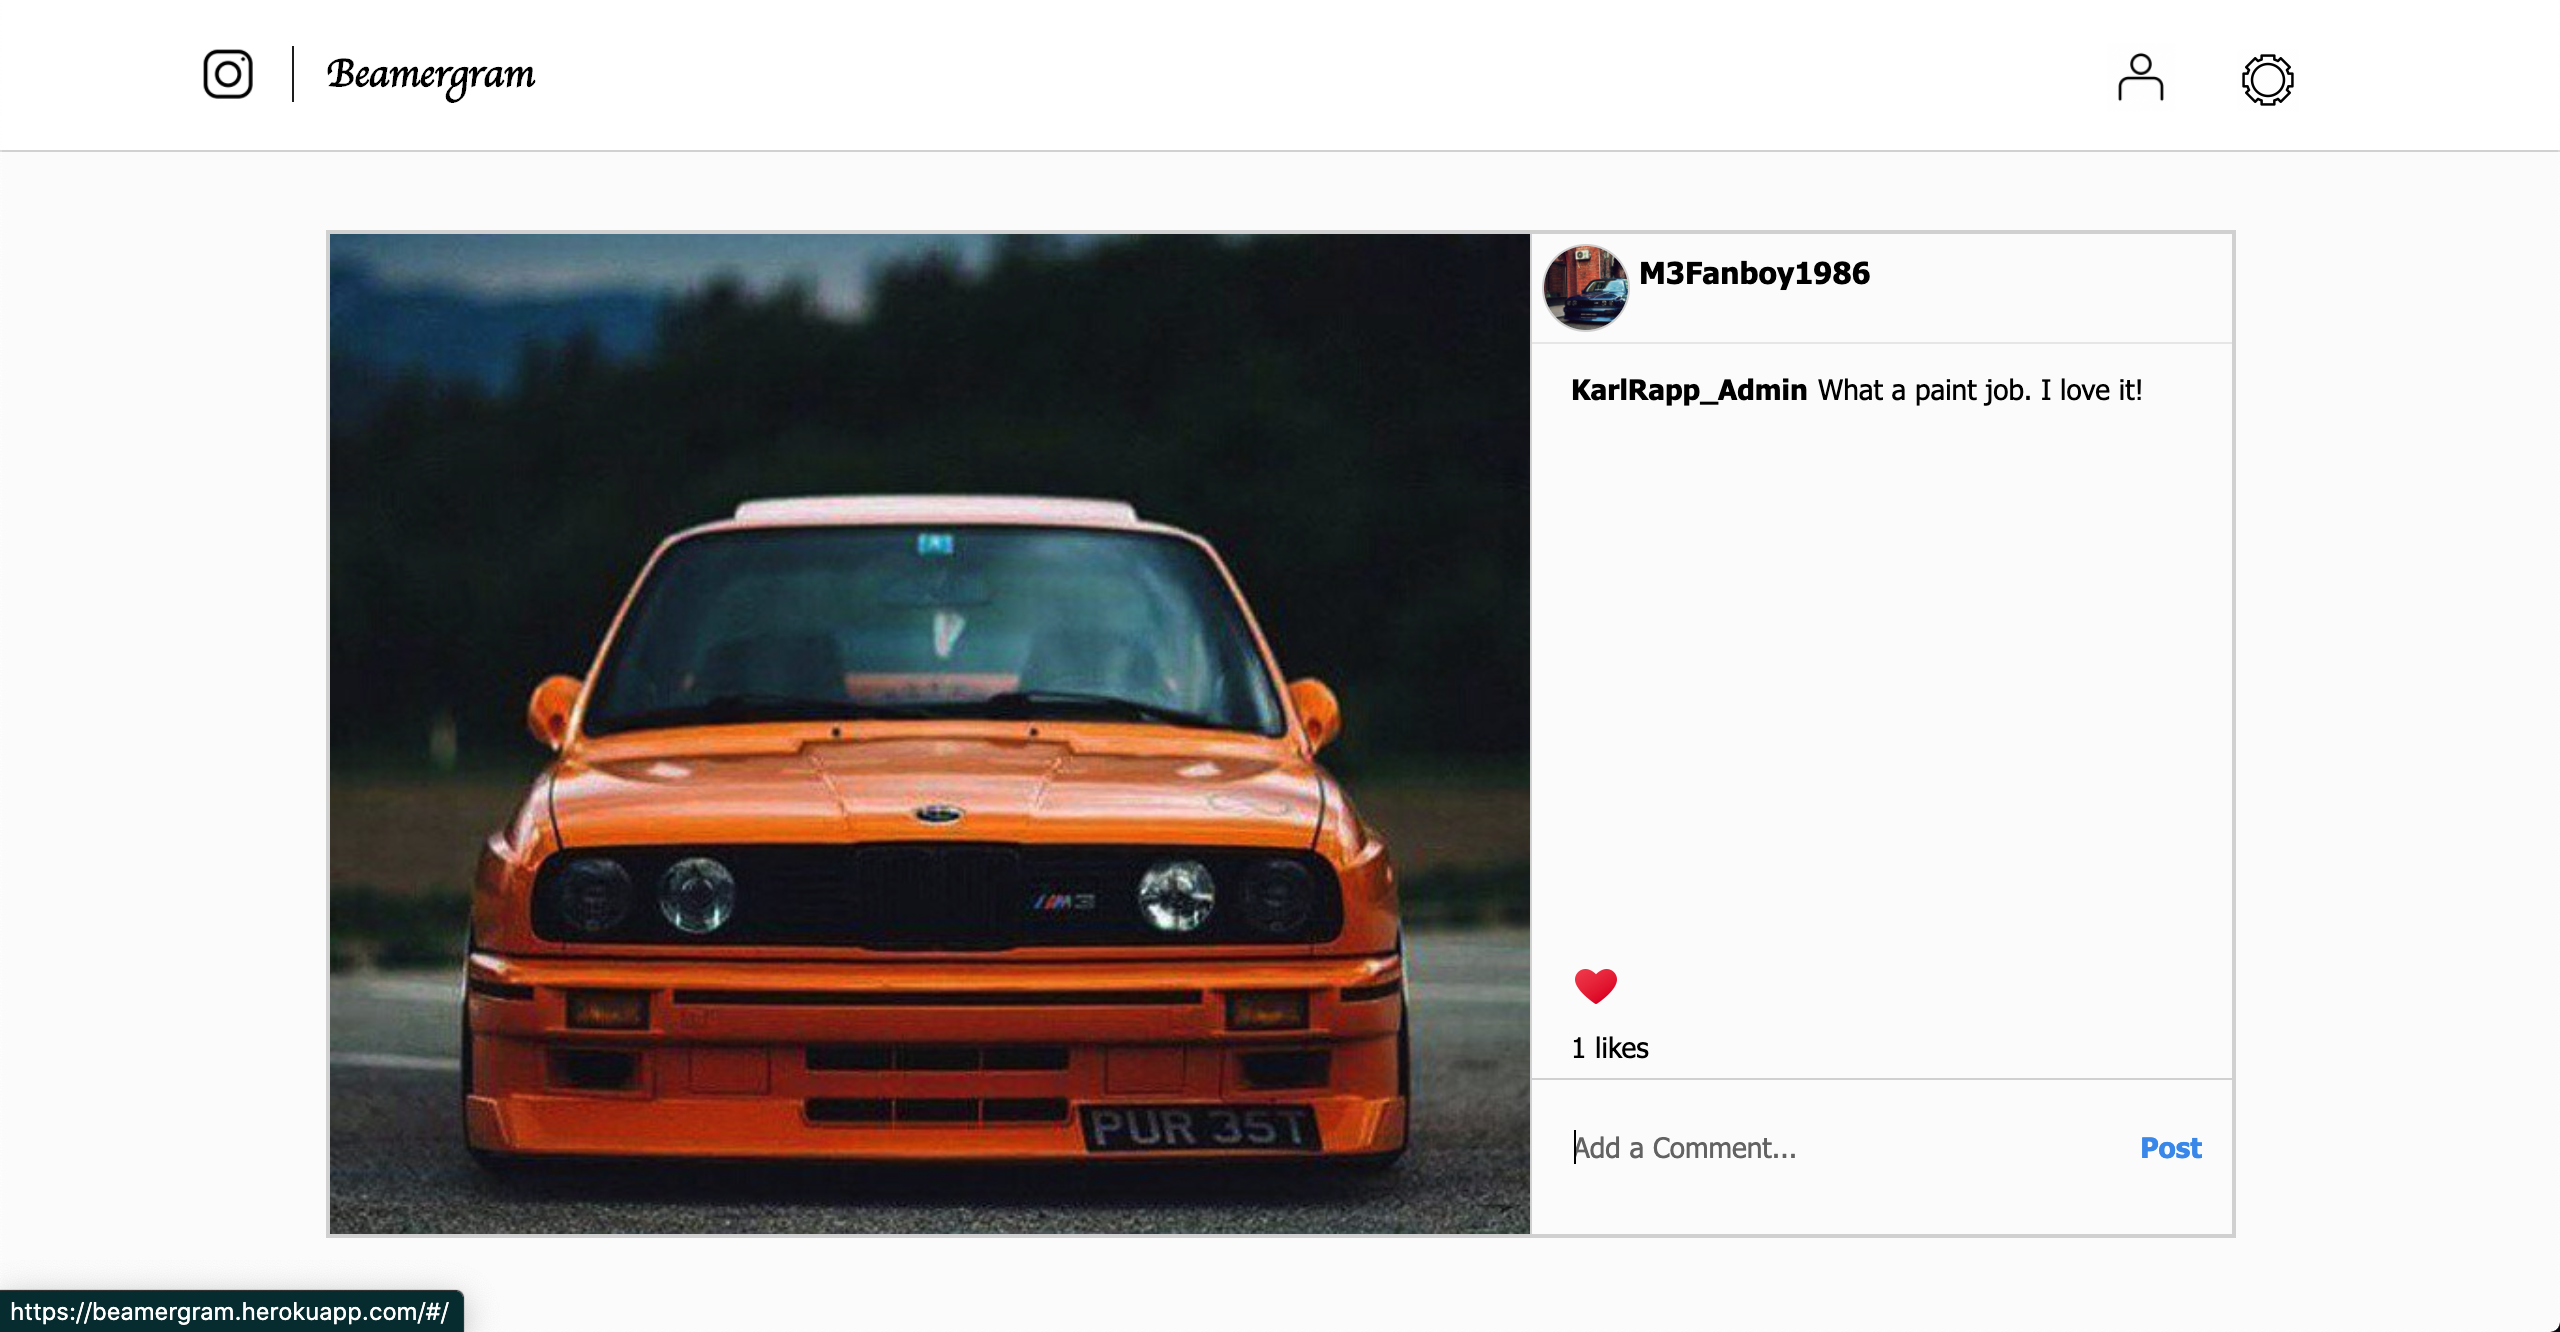 Beamergram
M3Fanboy1986
KarlRapp_Admin What a paint job. I love it!
M3
PUR 35T
1 likes
Add a Comment...
Post
https://beamergram.herokuapp.com/#/